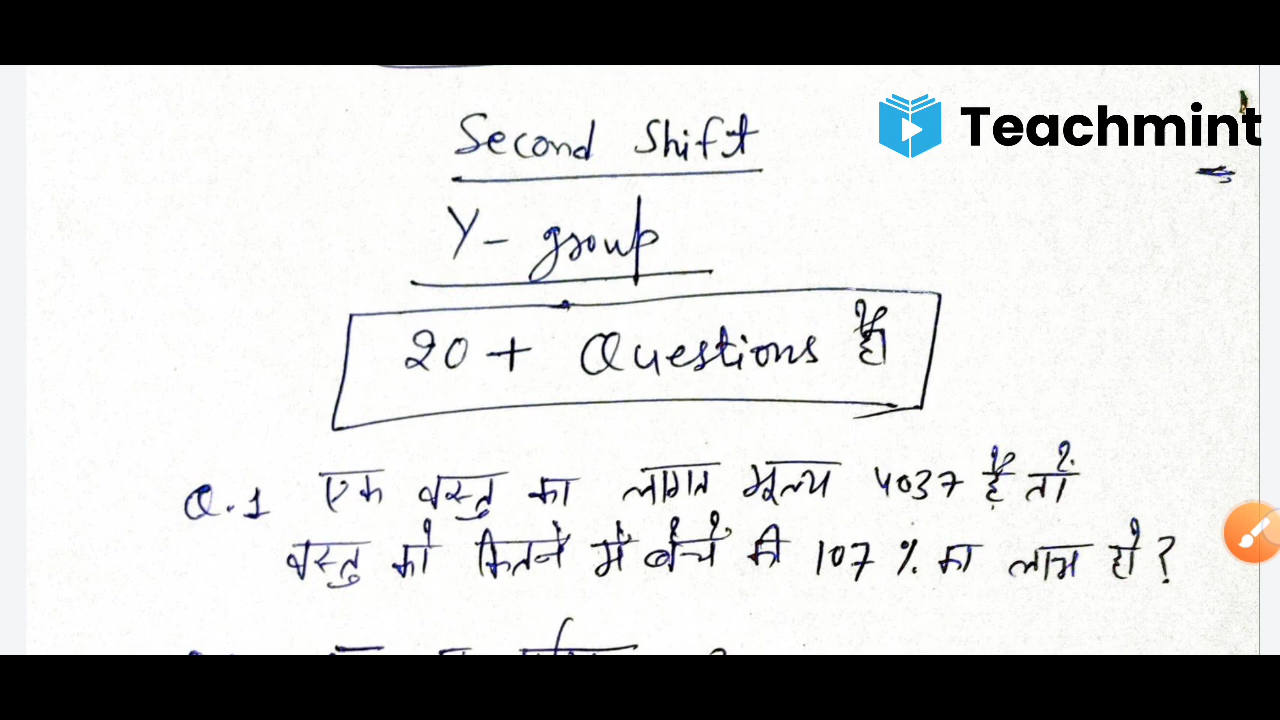 Teachmint
Second Shift
Y- group
20 + Questions है
Q.1 एक वस्तु का लागत मूल्य 4037 है तो
वस्तु को कितने में बेचें की 107 % का लाभ हो ?